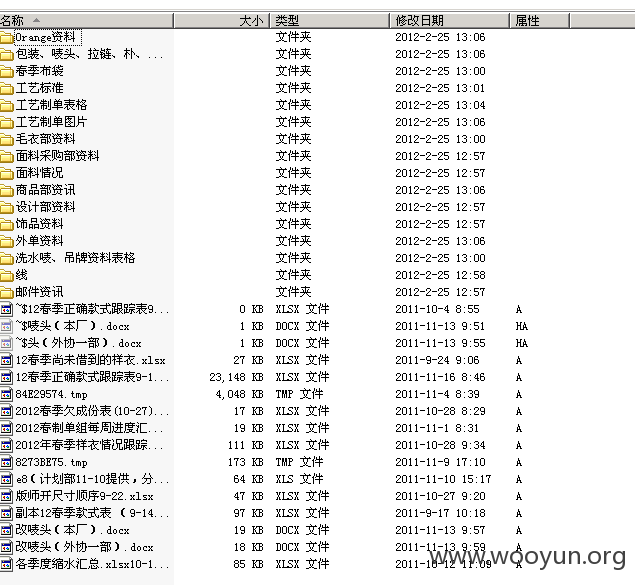 名称 大小 类型 修改日期 属性
Orange资料 文件夹 2012-2-25 13:06
包装、唛头、拉链、朴、... 文件夹 2012-2-25 13:06
春季布袋 文件夹 2012-2-25 13:00
工艺标准 文件夹 2012-2-25 13:01
工艺制单表格 文件夹 2012-2-25 13:04
工艺制单图片 文件夹 2012-2-25 13:06
毛衣部资料 文件夹 2012-2-25 13:00
面料采购部资料 文件夹 2012-2-25 12:57
面料情况 文件夹 2012-2-25 12:57
商品部资讯 文件夹 2012-2-25 13:06
设计部资料 文件夹 2012-2-25 12:57
饰品资料 文件夹 2012-2-25 12:57
外单资料 文件夹 2012-2-25 13:06
洗水唛、吊牌资料表格 文件夹 2012-2-25 13:00
线 文件夹 2012-2-25 12:58
邮件资讯 文件夹 2012-2-25 12:57
~$12春季正确款式跟踪表9... 0 KB XLSX 文件 2011-10-4 8:55 A
~$唛头(本厂).docx 1 KB DOCX 文件 2011-11-13 9:51 HA
~$头(外协一部).docx 1 KB DOCX 文件 2011-11-13 9:55 HA
12春季尚未借到的样衣.xlsx 27 KB XLSX 文件 2011-9-24 9:06 A
12春季正确款式跟踪表9-1... 23,148 KB XLSX 文件 2011-11-16 8:46 A
84E29574.tmp 4,048 KB TMP 文件 2011-11-4 8:39 A
2012春季欠成份表(10-27)... 17 KB XLSX 文件 2011-10-28 8:29 A
2012春制单组每周进度汇... 19 KB XLSX 文件 2011-11-1 8:31 A
2012年春季样衣情况跟踪... 111 KB XLSX 文件 2011-10-28 9:34 A
8273BE75.tmp 173 KB TMP 文件 2011-11-9 17:10 A
e8(计划部11-10提供，分... 64 KB XLS 文件 2011-11-10 15:17 A
版师开尺寸顺序9-22.xlsx 47 KB XLSX 文件 2011-10-27 9:20 A
副本12春季款式表 (9-14... 97 KB XLSX 文件 2011-9-17 10:18 A
改唛头(本厂).docx 19 KB DOCX 文件 2011-11-13 9:57 A
改唛头(外协一部).docx 18 KB DOCX 文件 2011-11-13 9:59 A
各季度缩水汇总.xlsx10-1... 85 KB XLSX 文件 2011-10-12 11:09 A
www.wooyun.org